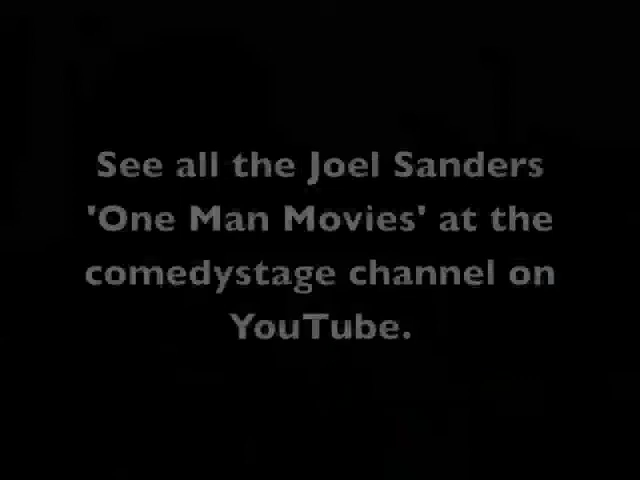 See all the Joel Sanders
'One Man Movies' at the
comedystage channel on
YouTube.